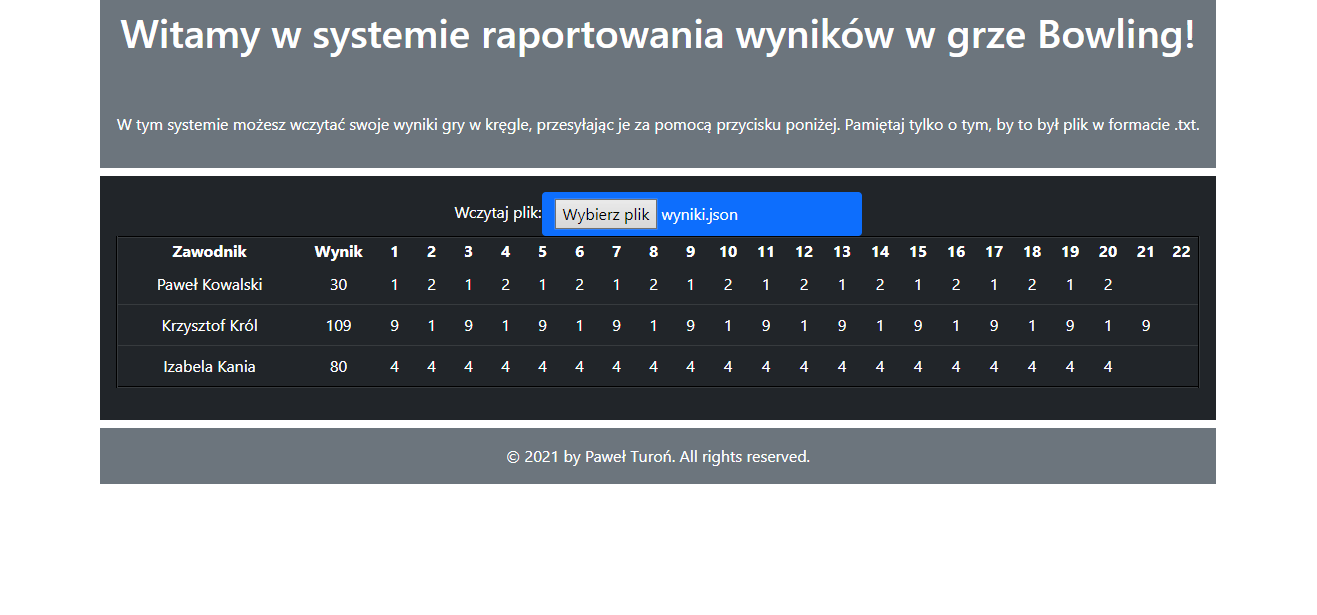 Witamy w systemie raportowania wyników w grze Bowling!
W tym systemie możesz wczytać swoje wyniki gry w kręgle, przesyłając je za pomocą przycisku poniżej. Pamiętaj tylko o tym, by to był plik w formacie .txt.
Wczytaj plik: Wybierz plik wyniki.json
Zawodnik Wynik 1 2 3 4 5 6 7 8 9 10 11 12 13 14 15 16 17 18 19 20 21 22
Paweł Kowalski 30 1 2 1 2 1 2 1 2 1 2 1 2 1 2 1 2 1 2 1 2
Krzysztof Król 109 9 1 9 1 9 1 9 1 9 1 9 1 9 1 9 1 9 1 9 1 9
Izabela Kania 80 4 4 4 4 4 4 4 4 4 4 4 4 4 4 4 4 4 4 4 4
© 2021 by Paweł Turoń. All rights reserved.